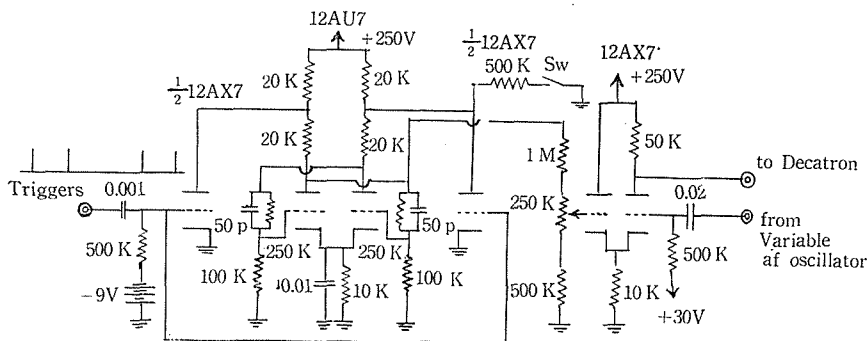 12AU7
+250V
½12AX7
500 K
Sw
12AX7
+250V
20 K
20 K
½12AX7
20 K
20 K
50 K
1 M
to Decatron
Triggers
0.001
50 p
50 p
250 K
0.02
from
Variable
af oscillator
500 K
250 K
250 K
500 K
-9V
100 K
0.01
10 K
100 K
500 K
10 K
+30V